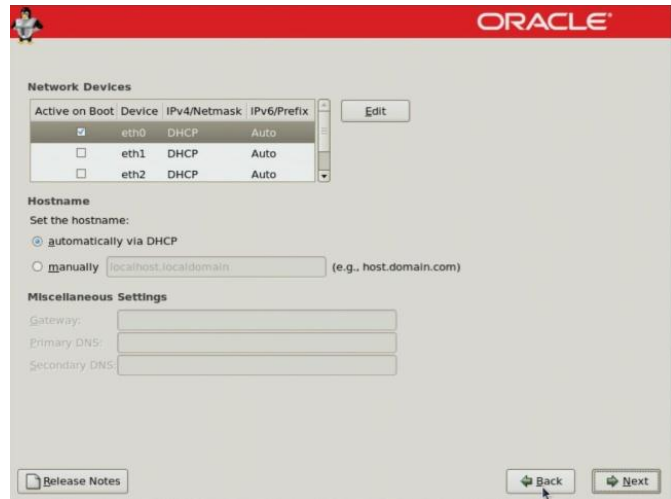 ORACLE®
Network Devices
Active on Boot Device IPv4/Netmask IPv6/Prefix
Edit
eth0 DHCP Auto
eth1 DHCP Auto
eth2 DHCP Auto
Hostname
Set the hostname:
automatically via DHCP
manually localhost.localdomain (e.g., host.domain.com)
Miscellaneous Settings
Gateway:
Primary DNS:
Secondary DNS:
Release Notes
Back
Next